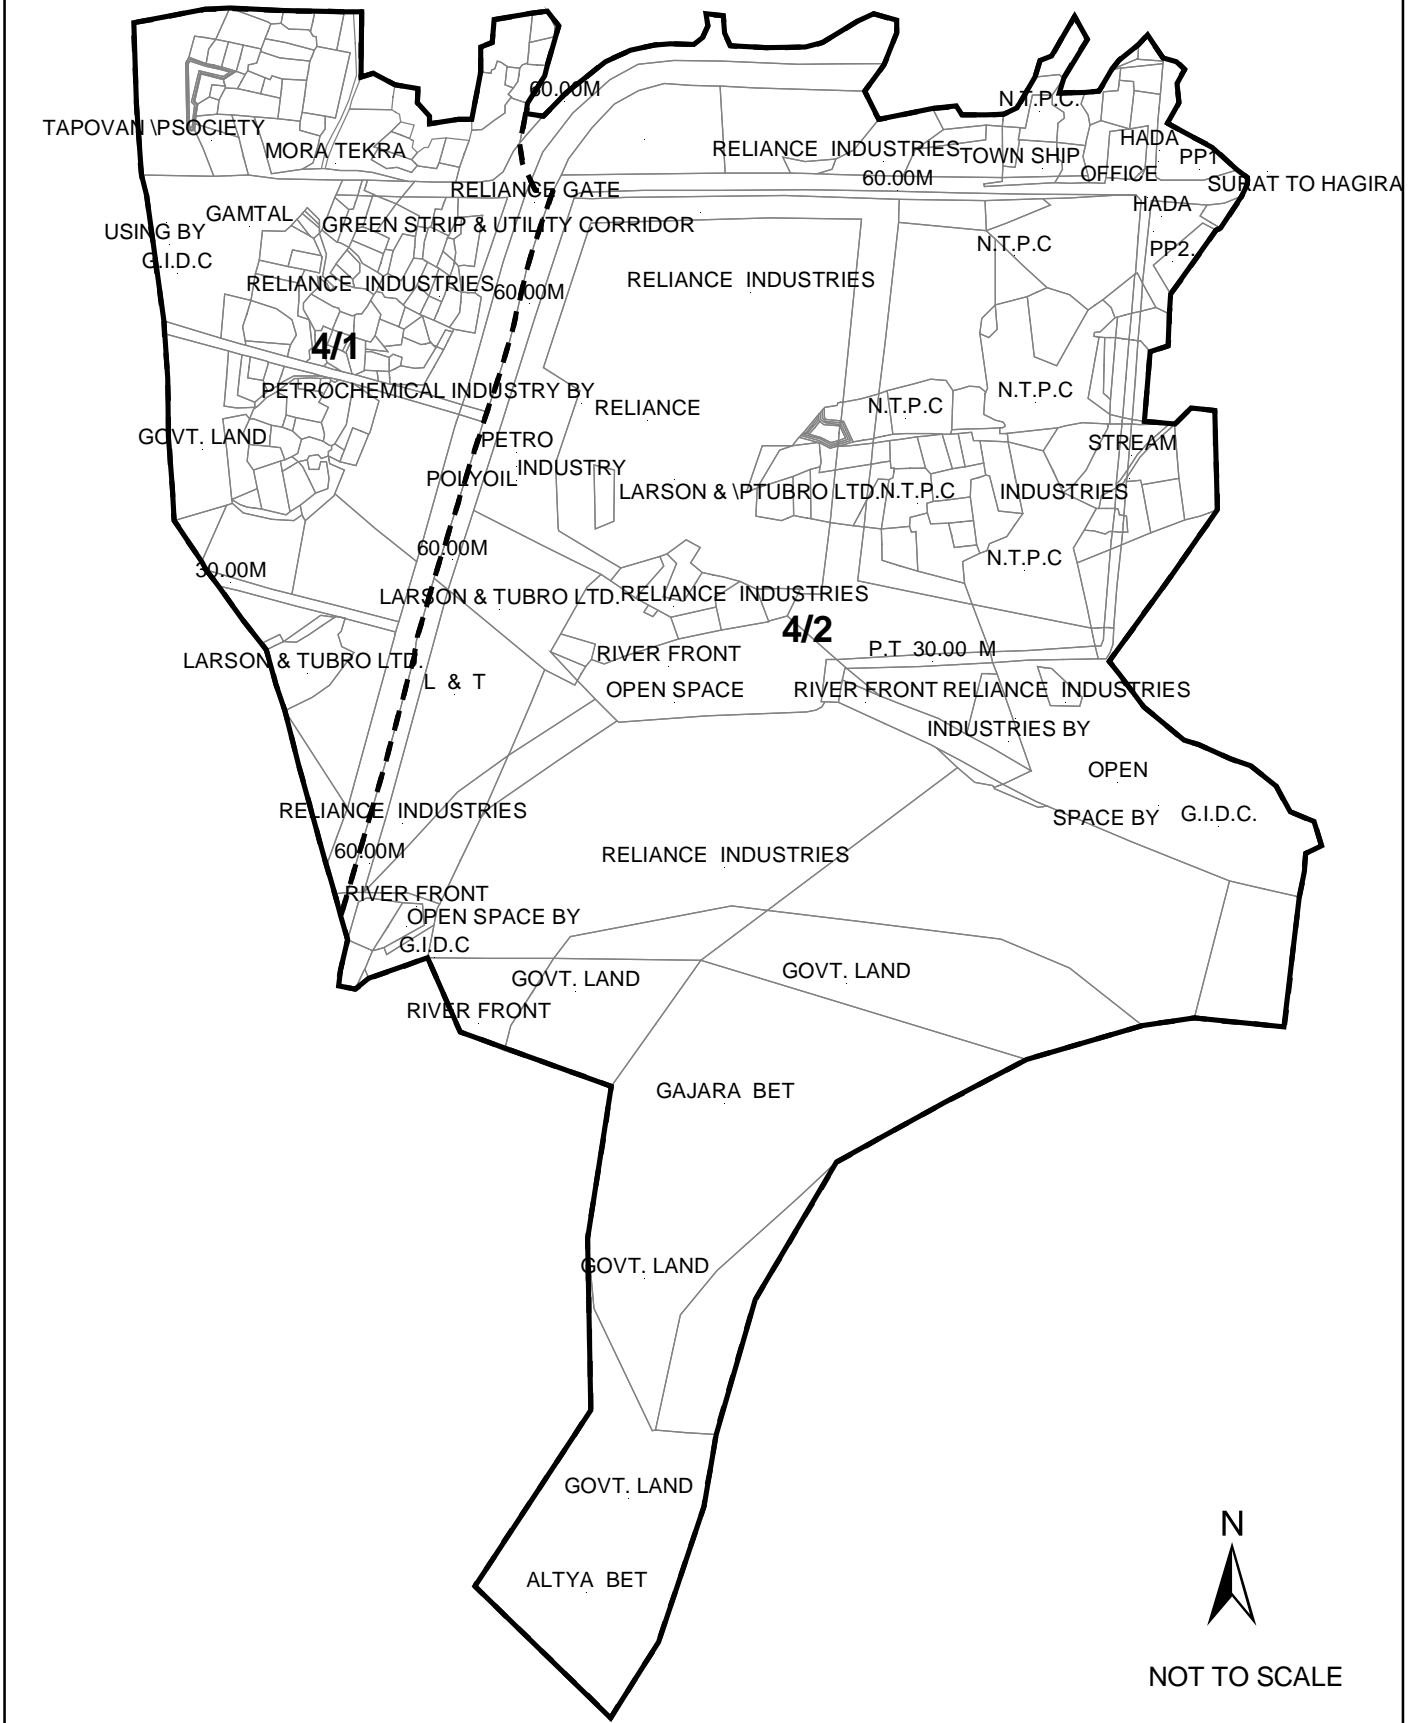 60.00M
N.T.P.C.
TAPOVAN \PSOCIETY
MORA TEKRA
RELIANCE  INDUSTRIES
TOWN SHIP
HADA
PP1
OFFICE
60.00M
SURAT TO HAGIRA
RELIANCE GATE
HADA
GAMTAL
GREEN STRIP & UTILITY CORRIDOR
USING BY
G.I.D.C
N.T.P.C
PP2.
RELIANCE  INDUSTRIES
60.00M
RELIANCE  INDUSTRIES
4/1
PETROCHEMICAL INDUSTRY BY
RELIANCE
N.T.P.C
N.T.P.C
GOVT. LAND
PETRO
STREAM
INDUSTRY
POLYOIL
LARSON & \PTUBRO LTD.
N.T.P.C
INDUSTRIES
60.00M
N.T.P.C
30.00M
LARSON & TUBRO LTD.
RELIANCE  INDUSTRIES
4/2
P.T  30.00  M
RIVER FRONT
LARSON & TUBRO LTD.
L  &  T
OPEN SPACE
RIVER FRONT
RELIANCE  INDUSTRIES
INDUSTRIES BY
OPEN
SPACE BY
G.I.D.C.
RELIANCE  INDUSTRIES
60.00M
RELIANCE  INDUSTRIES
RIVER FRONT
OPEN SPACE BY
G.I.D.C
GOVT. LAND
GOVT. LAND
RIVER FRONT
GAJARA  BET
GOVT. LAND
GOVT. LAND
ALTYA  BET
N
NOT TO SCALE